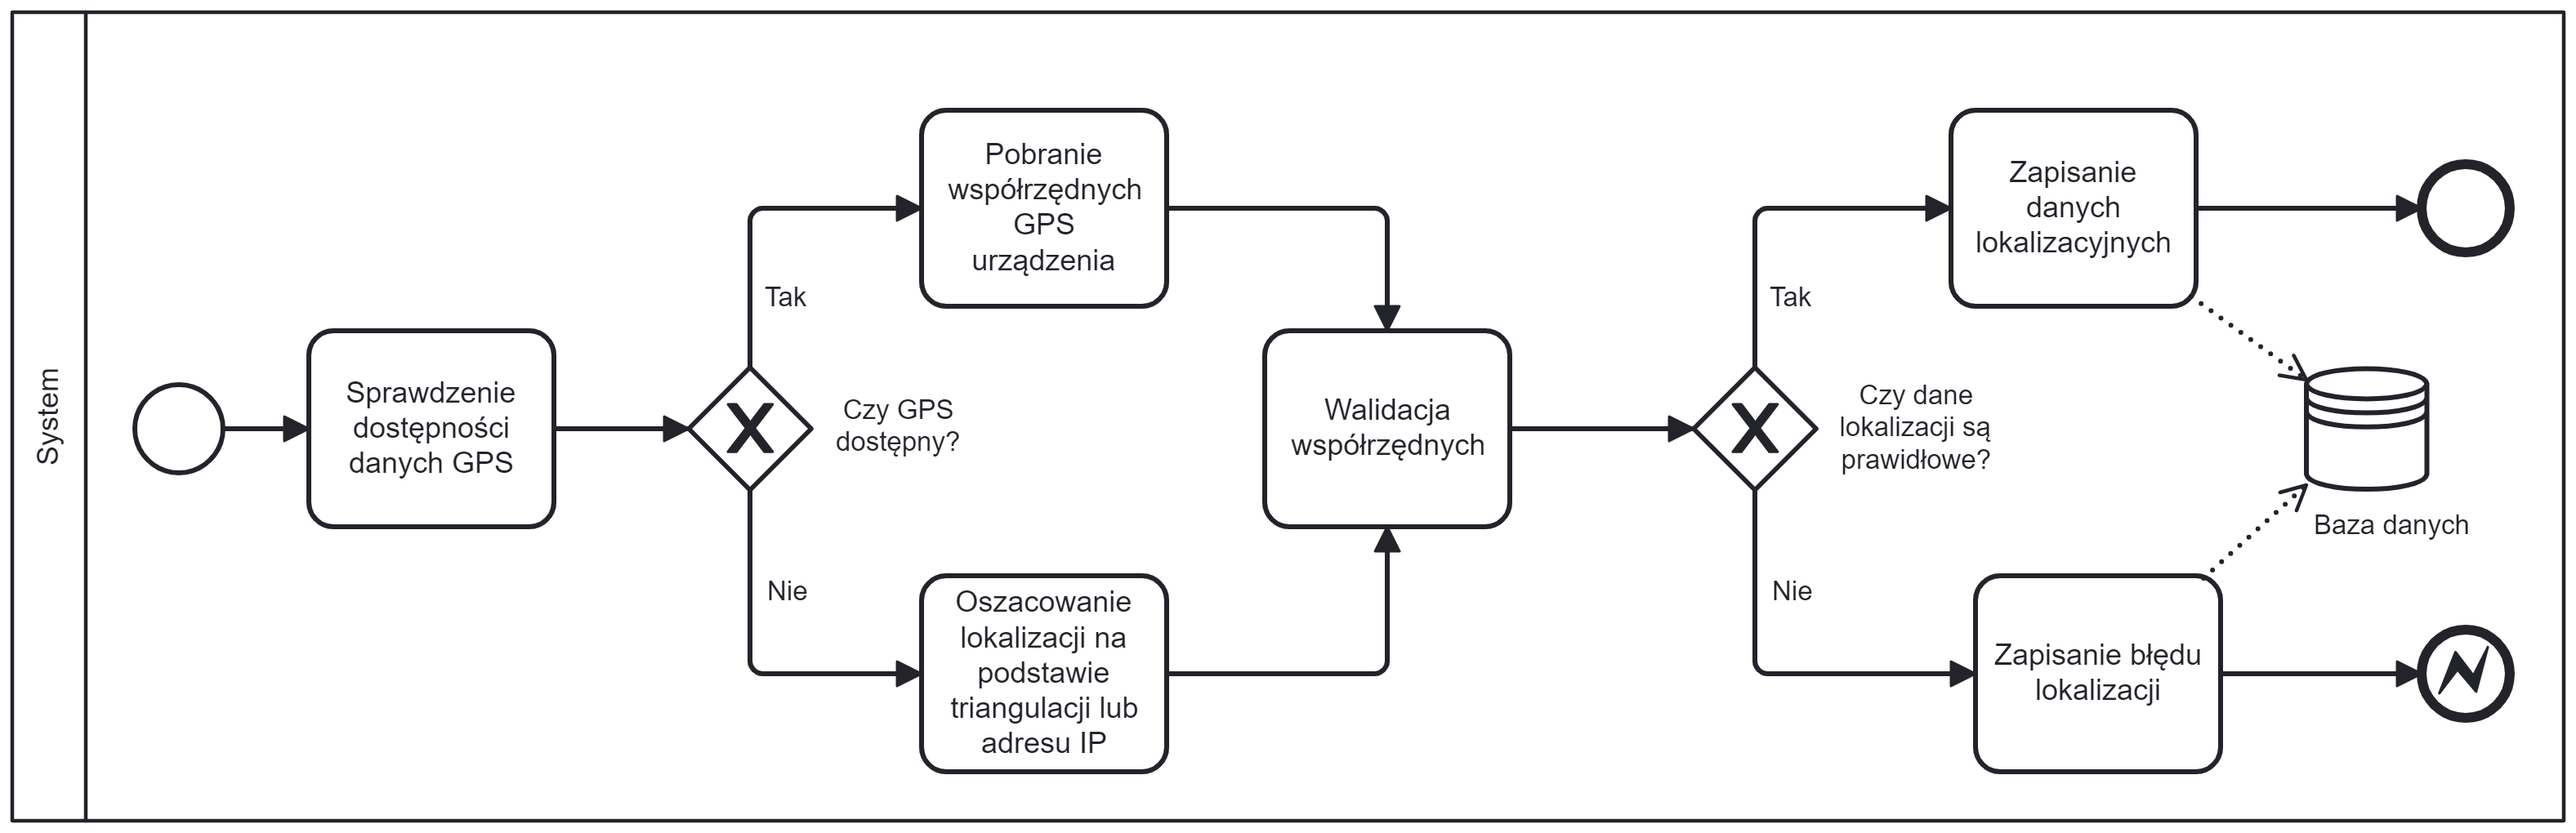 System
Sprawdzenie
dostępności
danych GPS
Czy GPS
dostępny?
Tak
Nie
Pobranie
współrzędnych
GPS
urządzenia
Oszacowanie
lokalizacji na
podstawie
triangulacji lub
adresu IP
Walidacja
współrzędnych
Czy dane
lokalizacji są
prawidłowe?
Tak
Nie
Zapisanie
danych
lokalizacyjnych
Zapisanie błędu
lokalizacji
Baza danych